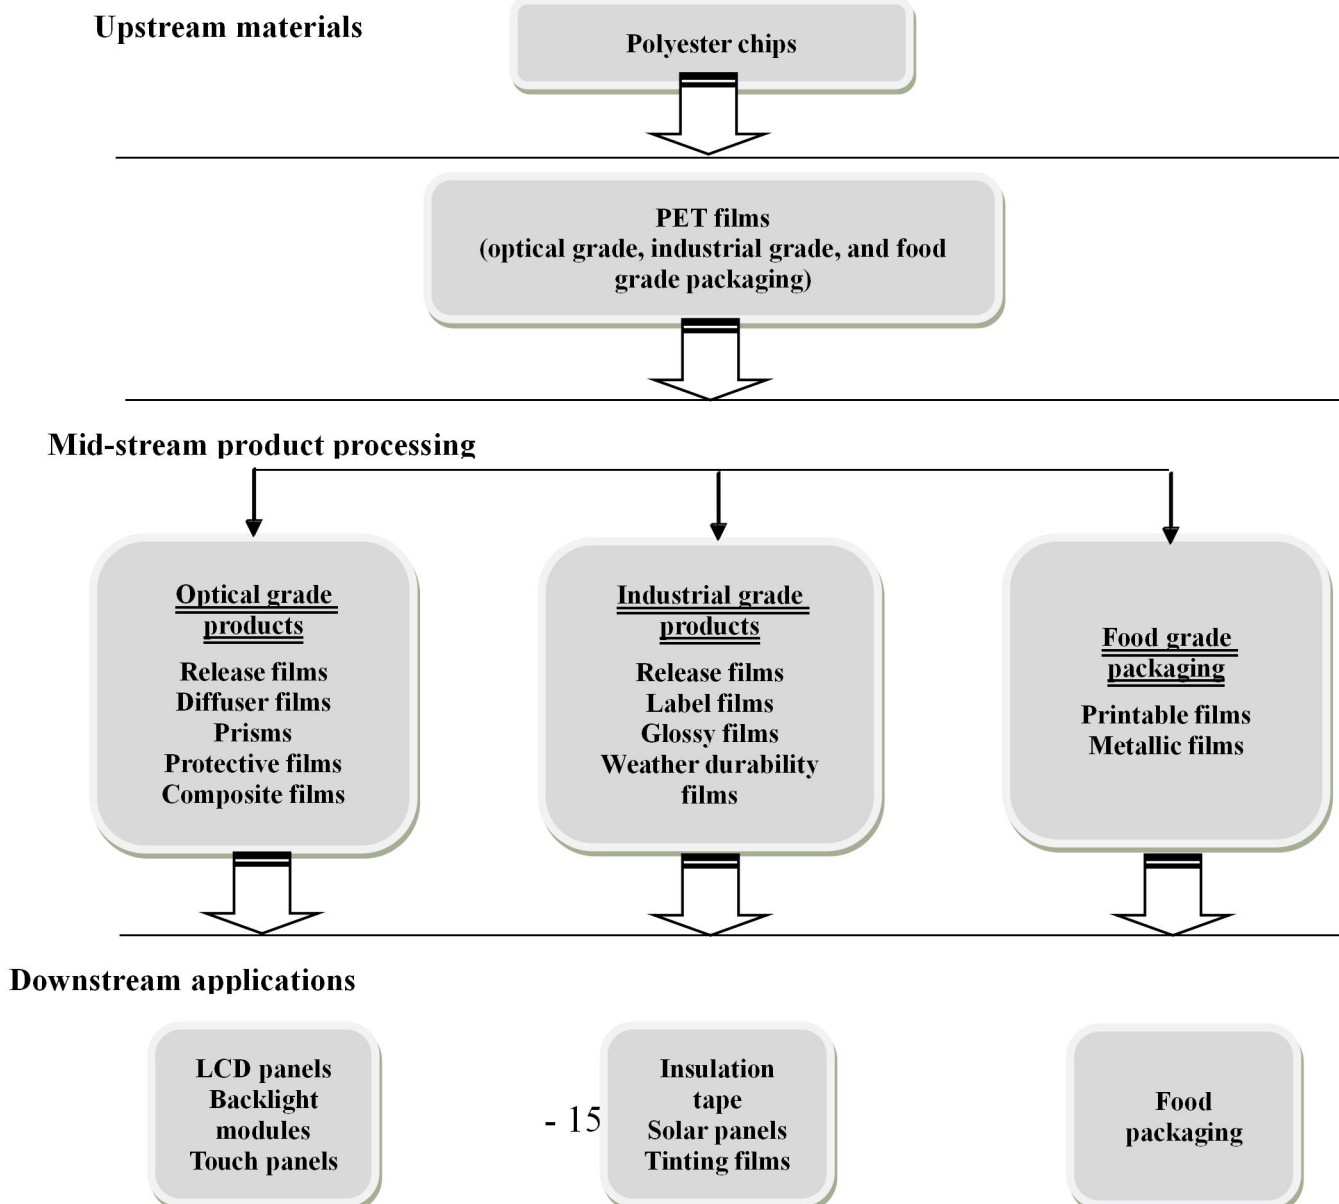 Upstream materials
Polyester chips
PET films
(optical grade, industrial grade, and food
grade packaging)
Mid-stream product processing
Optical grade
products
Release films
Diffuser films
Prisms
Protective films
Composite films
Industrial grade
products
Release films
Label films
Glossy films
Weather durability
films
Food grade
packaging
Printable films
Metallic films
Downstream applications
LCD panels
Backlight
modules
Touch panels
- 15
Insulation
tape
Solar panels
Tinting films
Food
packaging